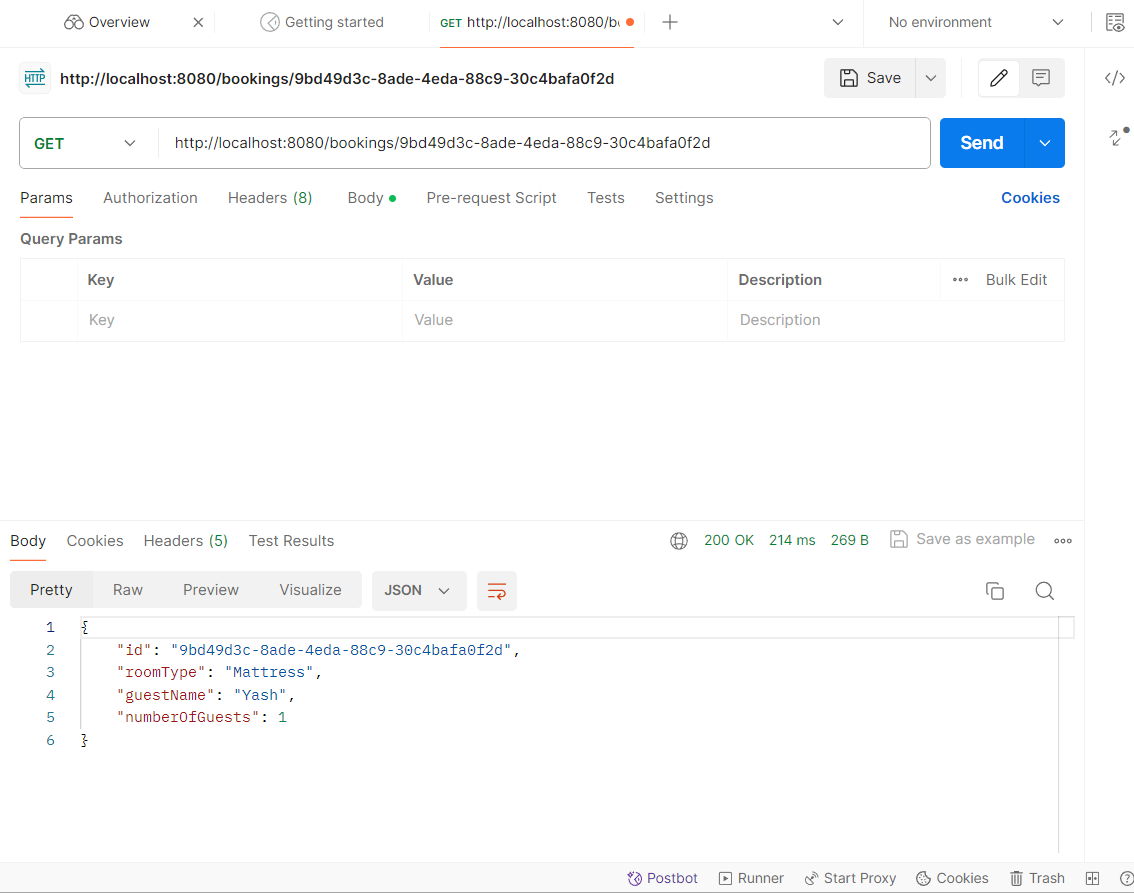 Overview
Getting started
GET http://localhost:8080/b
No environment
HTTP http://localhost:8080/bookings/9bd49d3c-8ade-4eda-88c9-30c4bafa0f2d
Save
</>
GET http://localhost:8080/bookings/9bd49d3c-8ade-4eda-88c9-30c4bafa0f2d
Send
Params Authorization Headers (8) Body Pre-request Script Tests Settings Cookies
Query Params
Key Value Description ••• Bulk Edit
Key Value Description
Body Cookies Headers (5) Test Results 200 OK 214 ms 269 B Save as example
Pretty Raw Preview Visualize JSON
1 {
2 "id": "9bd49d3c-8ade-4eda-88c9-30c4bafa0f2d",
3 "roomType": "Mattress",
4 "guestName": "Yash",
5 "numberOfGuests": 1
6 }
Postbot Runner Start Proxy Cookies Trash